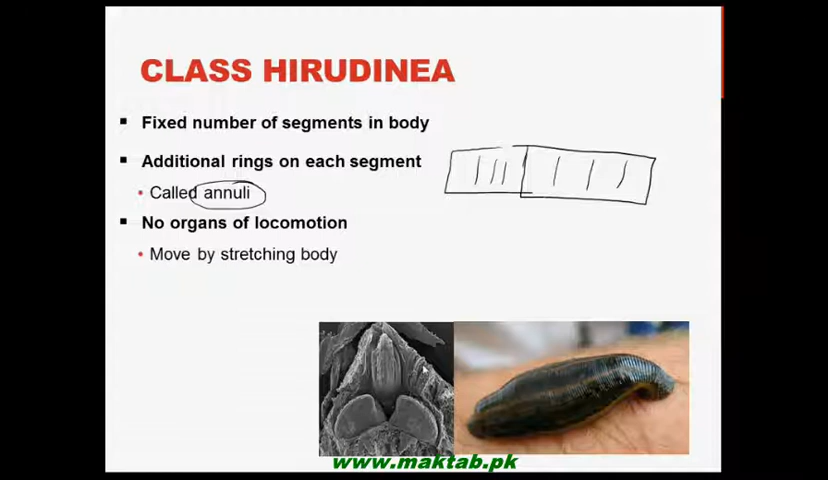 CLASS HIRUDINEA
Fixed number of segments in body
Additional rings on each segment
Called annuli
No organs of locomotion
Move by stretching body
www.maktab.pk